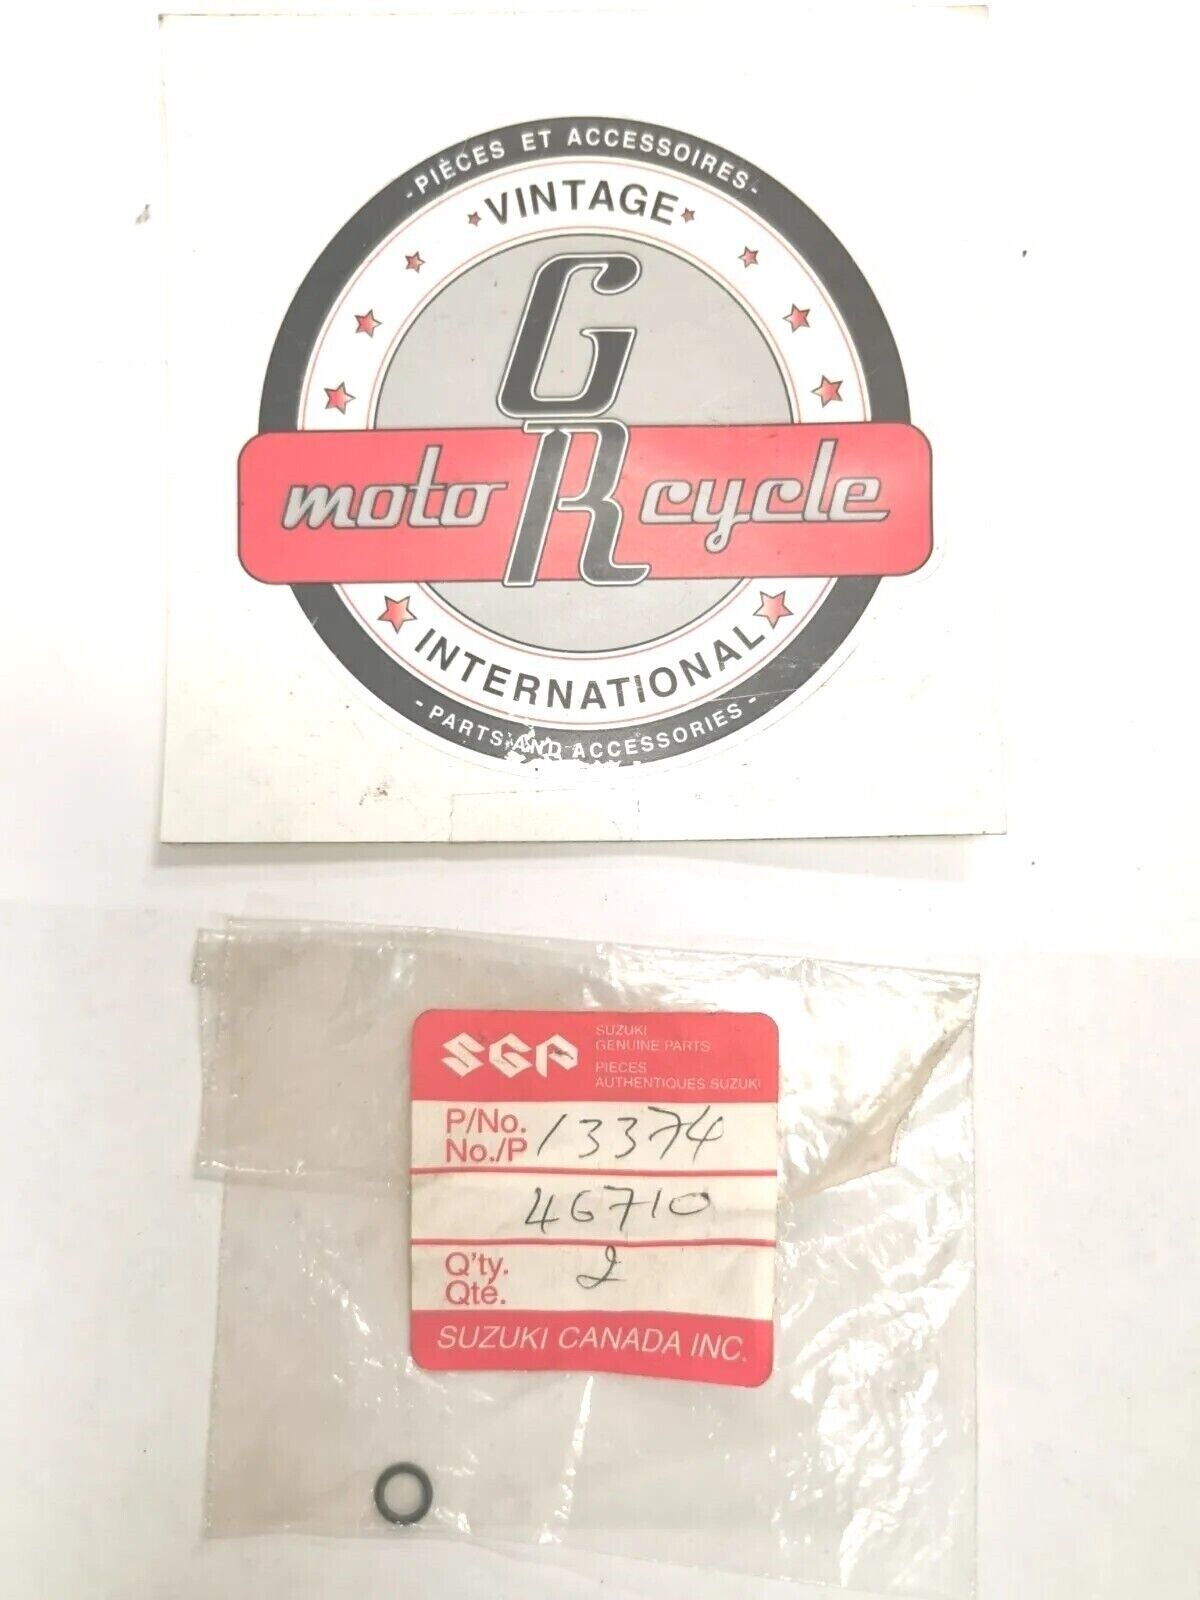 - PIÈCES ET ACCESSOIRES -
VINTAGE
GR
moto cycle
INTERNATIONAL
- PARTS AND ACCESSORIES -
SGP
SUZUKI
GENUINE PARTS
PIECES
AUTHENTIQUES SUZUKI
P/No.
No./P 13374
46710
Q'ty. 2
Qté.
SUZUKI CANADA INC.